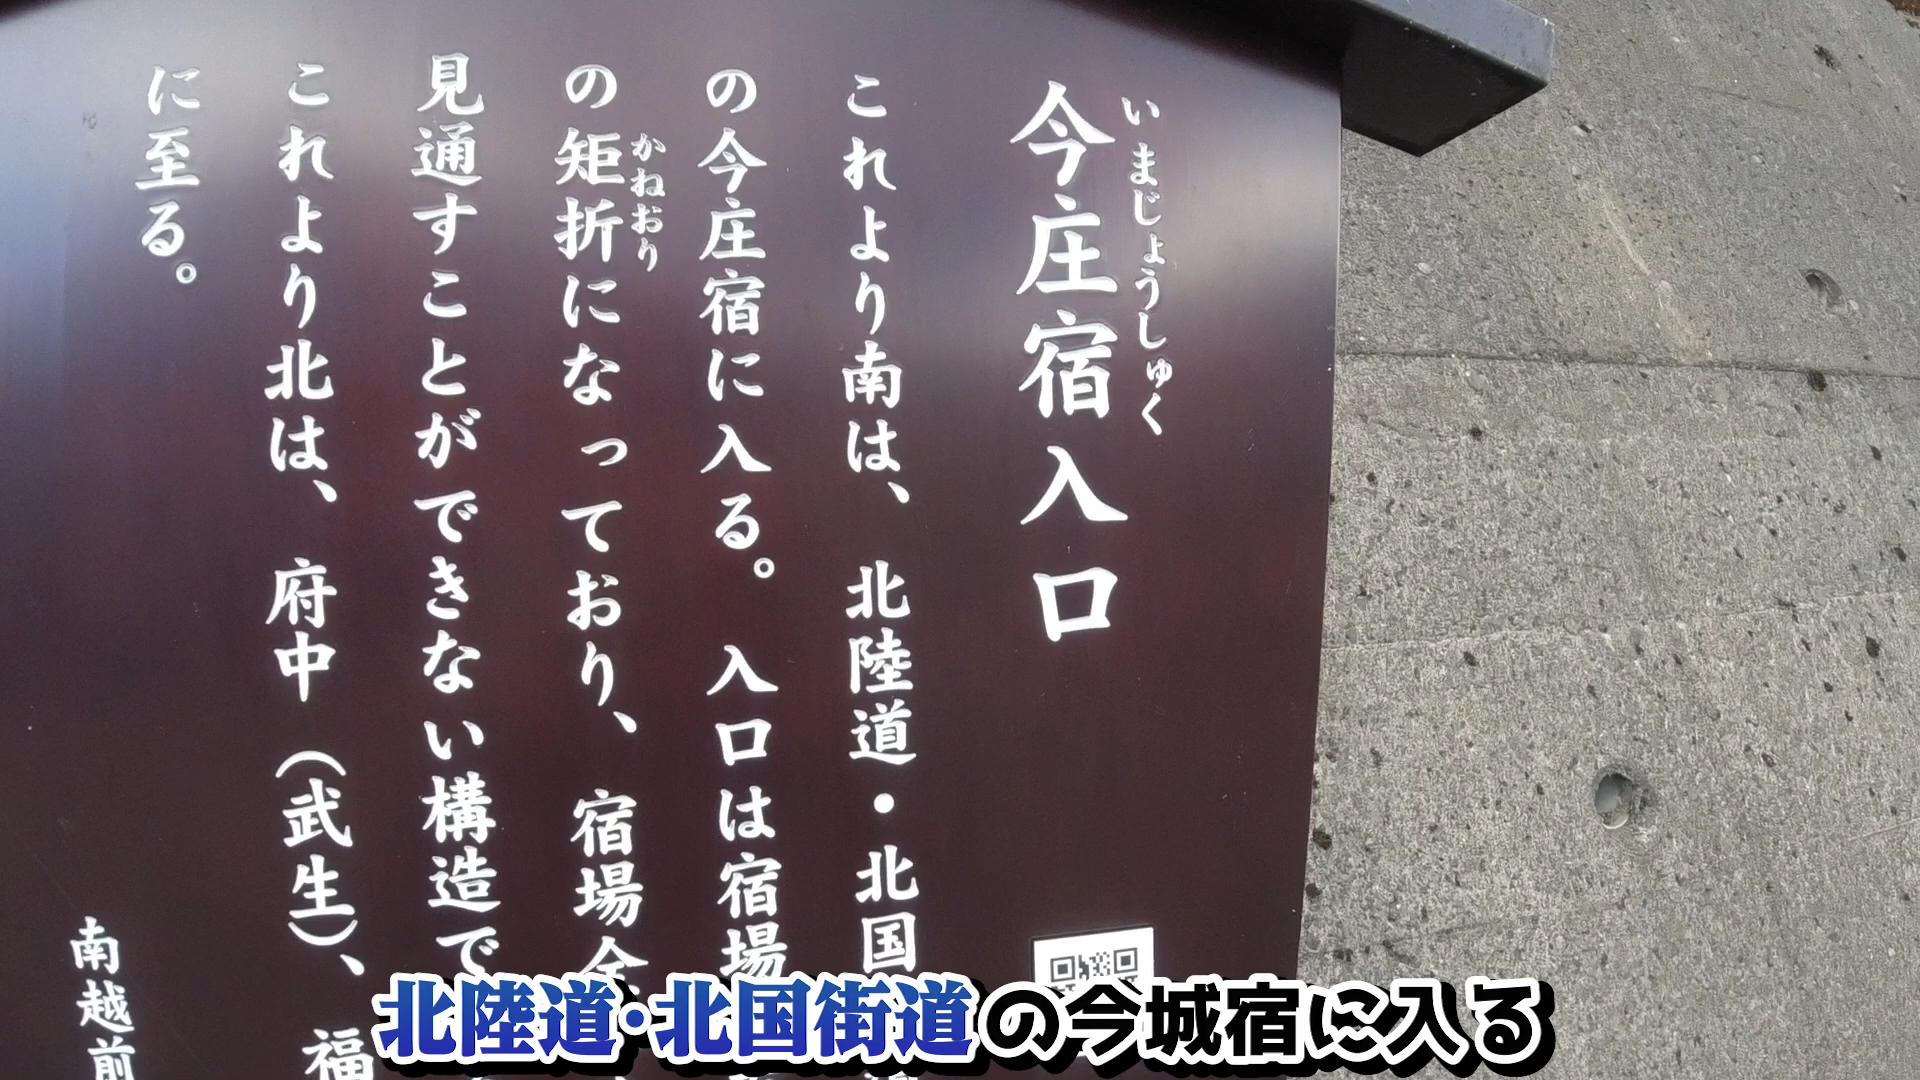 いまじょうしゅく
今庄宿入口
これより南は、北陸道・北国
の今庄宿に入る。入口は宿場
かねおり
の矩折になっており、宿場全
見通すことができない構造で
これより北は、府中（武生）、福
に至る。
南越前
北陸道・北国街道の今城宿に入る